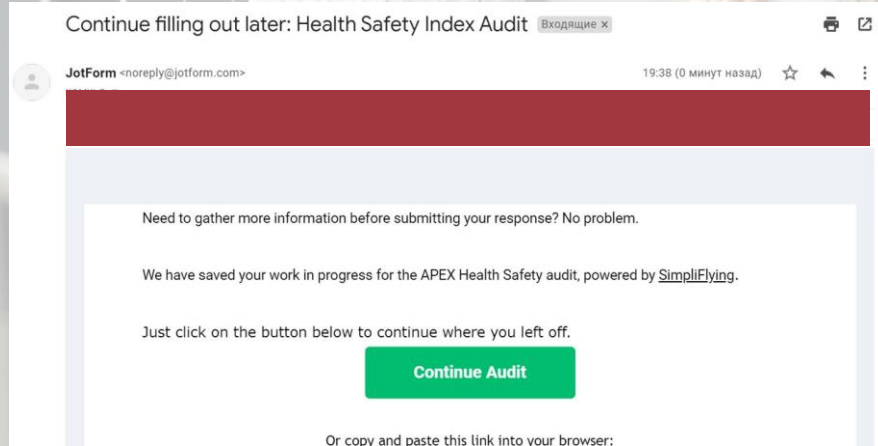 Continue filling out later: Health Safety Index Audit Входящие ×
JotForm <noreply@jotform.com> 19:38 (0 минут назад)
Need to gather more information before submitting your response? No problem.
We have saved your work in progress for the APEX Health Safety audit, powered by SimpliFlying.
Just click on the button below to continue where you left off.
Continue Audit
Or copy and paste this link into your browser: